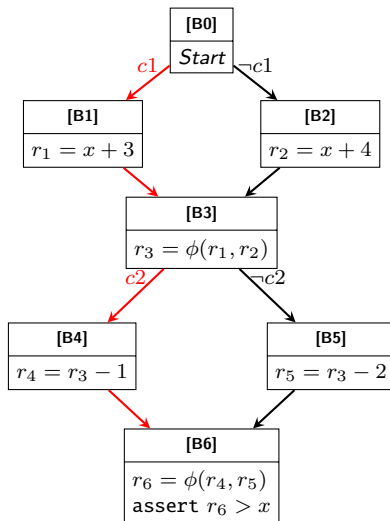 [B0]
Start
c1 ¬c1
[B1] [B2]
r₁ = x + 3 r₂ = x + 4
[B3]
r₃ = ϕ(r₁, r₂)
c2 ¬c2
[B4] [B5]
r₄ = r₃ − 1 r₅ = r₃ − 2
[B6]
r₆ = ϕ(r₄, r₅)
assert r₆ > x